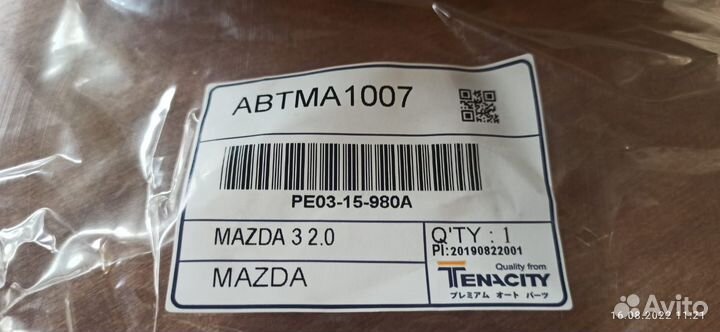 ABTMA1007
PE03-15-980A
MAZDA 3 2.0
Q'TY : 1
PI:20190822001
MAZDA
Quality from
TENACITY
プレミアム オート パーツ
Avito
16.08.2022 11:21